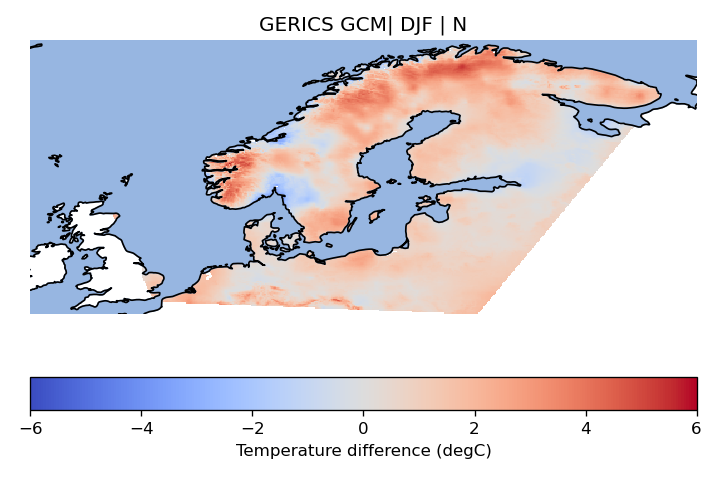 GERICS GCM| DJF | N
−6 −4 −2 0 2 4 6
Temperature difference (degC)